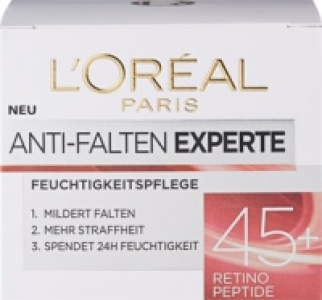 L'ORÉAL
PARIS
NEU
ANTI-FALTEN EXPERTE
FEUCHTIGKEITSPFLEGE
1. MILDERT FALTEN
2. MEHR STRAFFHEIT
3. SPENDET 24H FEUCHTIGKEIT
45+
RETINO
PEPTIDE